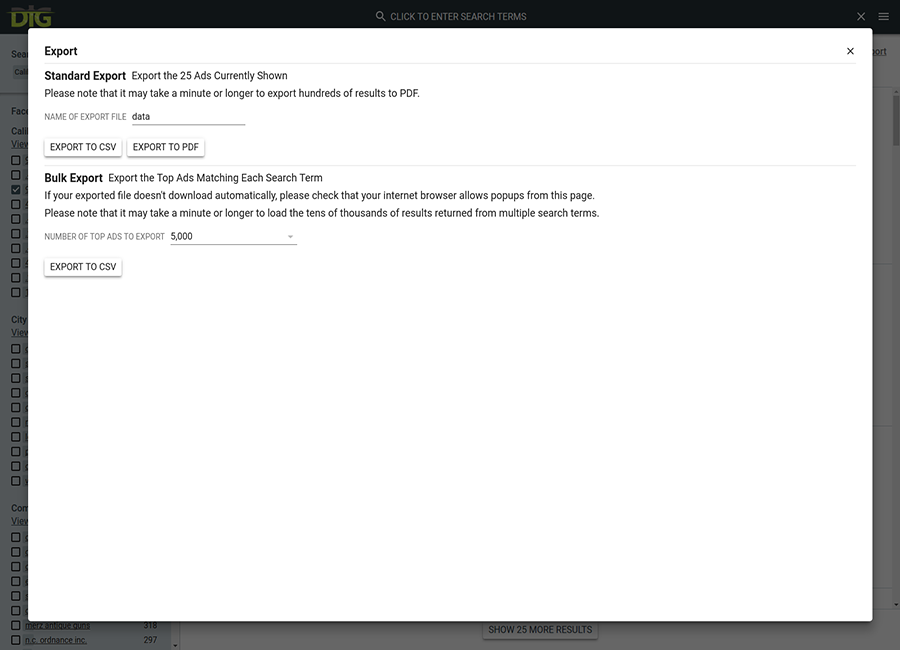 DIG
CLICK TO ENTER SEARCH TERMS
Export
Standard Export Export the 25 Ads Currently Shown
Please note that it may take a minute or longer to export hundreds of results to PDF.
NAME OF EXPORT FILE data
EXPORT TO CSV EXPORT TO PDF
Bulk Export Export the Top Ads Matching Each Search Term
If your exported file doesn't download automatically, please check that your internet browser allows popups from this page.
Please note that it may take a minute or longer to load the tens of thousands of results returned from multiple search terms.
NUMBER OF TOP ADS TO EXPORT 5,000
EXPORT TO CSV
City
View
View
merz antique guns 318
n.c. ordnance inc. 297
SHOW 25 MORE RESULTS